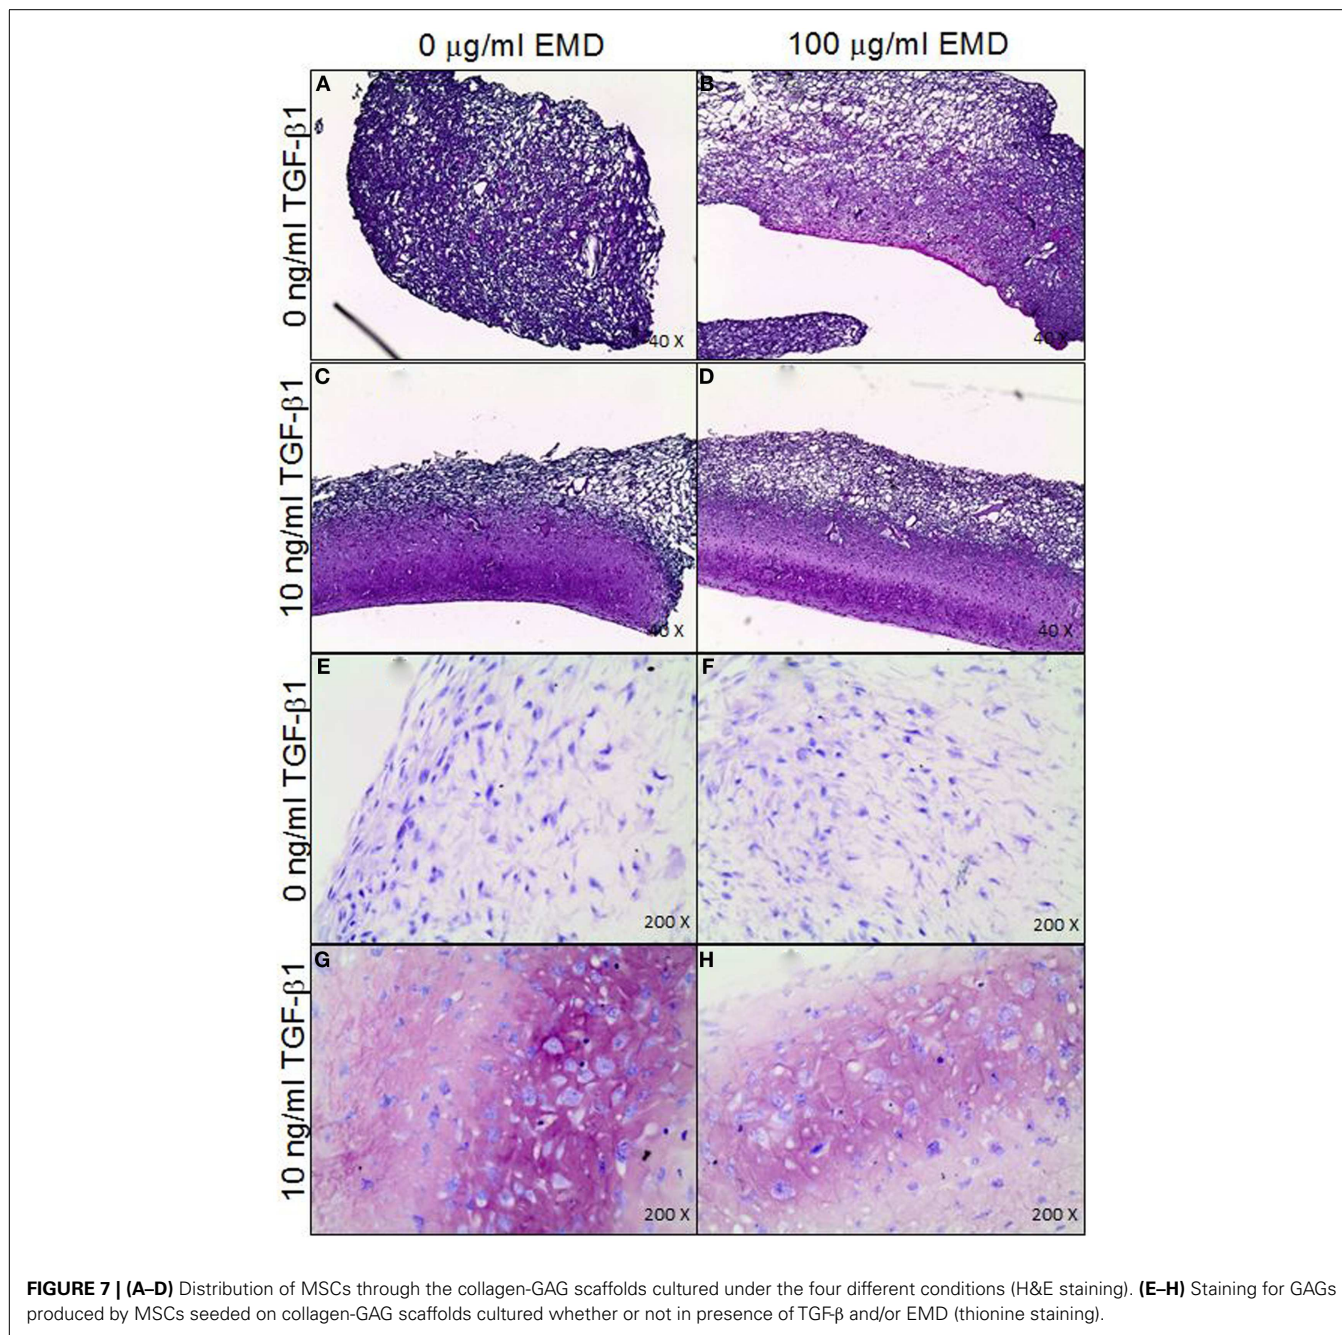 0 μg/ml EMD
100 μg/ml EMD
0 ng/ml TGF-β1
A
40 X
B
40 X
10 ng/ml TGF-β1
C
40 X
D
40 X
0 ng/ml TGF-β1
E
200 X
F
200 X
10 ng/ml TGF-β1
G
200 X
H
200 X
FIGURE 7 | (A–D) Distribution of MSCs through the collagen-GAG scaffolds cultured under the four different conditions (H&E staining). (E–H) Staining for GAGs
produced by MSCs seeded on collagen-GAG scaffolds cultured whether or not in presence of TGF-β and/or EMD (thionine staining).